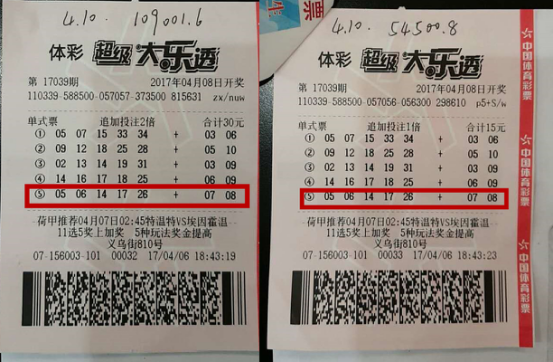 4.10. 109001.6
体彩 超级大乐透
第 17039期 2017年04月08日开奖
110339-588500-057057-373500 815631 zx/nuw
单式票 追加投注2倍 合计30元
① 05 07 15 33 34 + 03 06
② 09 12 18 25 28 + 05 10
③ 02 13 14 19 31 + 03 09
④ 14 16 17 18 25 + 06 09
⑤ 05 06 14 17 26 + 07 08
荷甲推荐04月07日02:45特温特VS埃因霍温
11选5奖上加奖 5种玩法奖金提高
义乌街810号
07-156003-101 00032 17/04/06 18:43:19
票
4.10. 54500.8
体彩 超级大乐透
第 17039期 2017年04月08日开奖
110339-588500-057056-056300 298610 p5+S/w
单式票 追加投注1倍 合计15元
① 05 07 15 33 34 + 03 06
② 09 12 18 25 28 + 05 10
③ 02 13 14 19 31 + 03 09
④ 14 16 17 18 25 + 06 09
⑤ 05 06 14 17 26 + 07 08
荷甲推荐04月07日02:45特温特VS埃因霍温
11选5奖上加奖 5种玩法奖金提高
义乌街810号
07-156003-101 00033 17/04/06 18:43:23
中国体育彩票
中国体育彩票
中国体育彩票